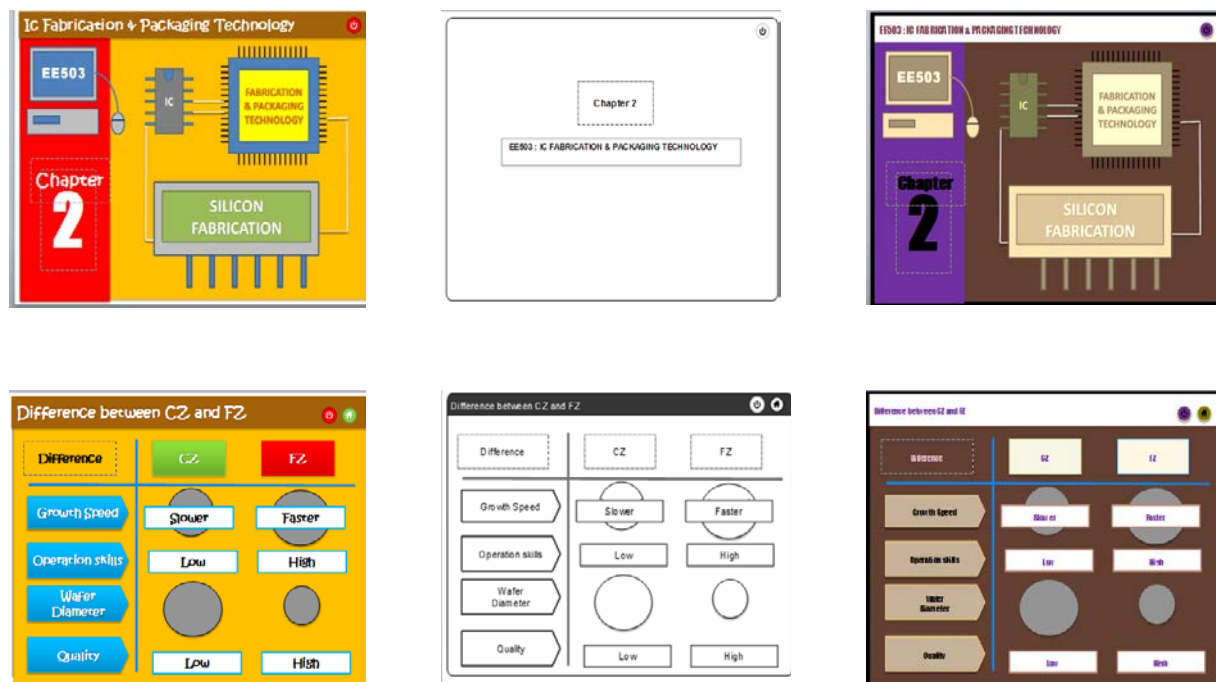 Ic Fabrication & Packaging Technology
EE503
IC
FABRICATION
& PACKAGING
TECHNOLOGY
Chapter
2
SILICON
FABRICATION
Chapter 2
EE503 : IC FABRICATION & PACKAGING TECHNOLOGY
EE503 : IC FABRICATION & PACKAGING TECHNOLOGY
EE503
IC
FABRICATION
& PACKAGING
TECHNOLOGY
Chapter
2
SILICON
FABRICATION
Difference between CZ and FZ
Difference CZ FZ
Growth Speed Slower Faster
Operation skills Low High
Wafer
Diameter
Quality Low High
Difference between CZ and FZ
Difference CZ FZ
Growth Speed Slower Faster
Operation skills Low High
Wafer
Diameter
Quality Low High
Difference between CZ and FZ
Difference CZ FZ
Growth Speed Slower Faster
Operation skills Low High
Wafer
Diameter
Quality Low High